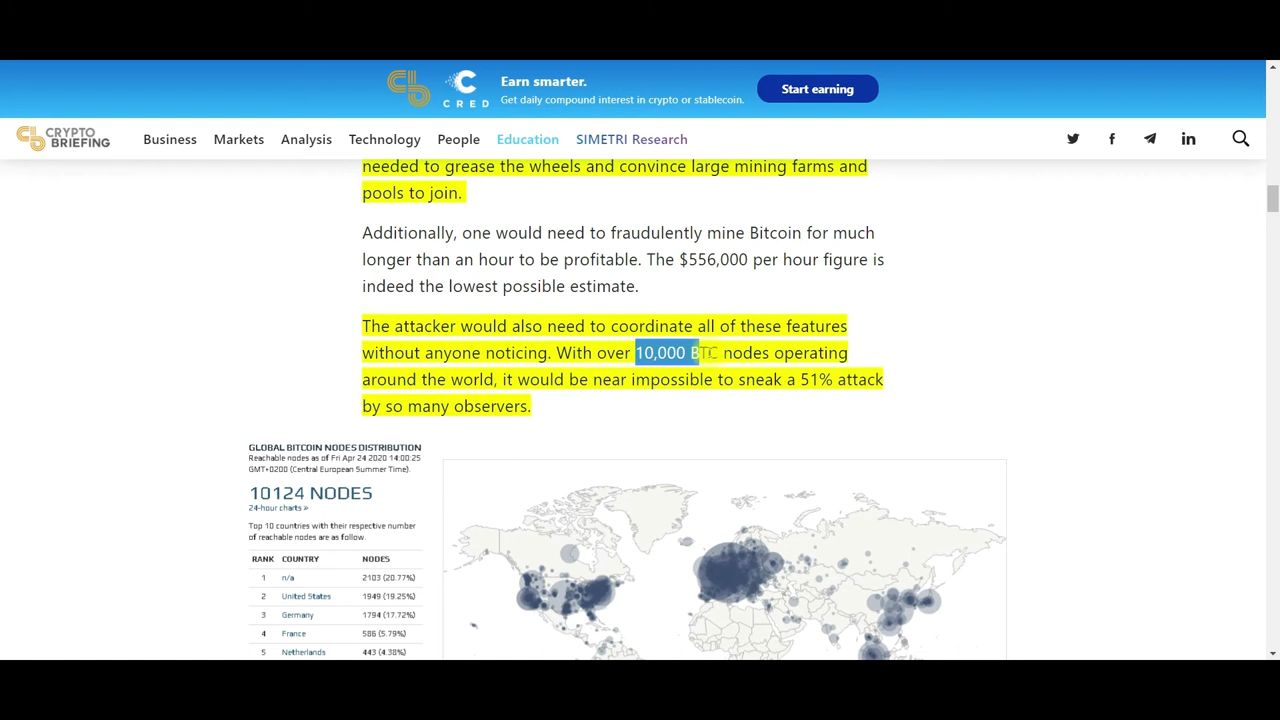 Earn smarter.
Get daily compound interest in crypto or stablecoin.
CRED
Start earning
CRYPTO
BRIEFING
Business Markets Analysis Technology People Education SIMETRI Research
needed to grease the wheels and convince large mining farms and
pools to join.
Additionally, one would need to fraudulently mine Bitcoin for much
longer than an hour to be profitable. The $556,000 per hour figure is
indeed the lowest possible estimate.
The attacker would also need to coordinate all of these features
without anyone noticing. With over 10,000 BTC nodes operating
around the world, it would be near impossible to sneak a 51% attack
by so many observers.
GLOBAL BITCOIN NODES DISTRIBUTION
Reachable nodes as of Fri Apr 24 2020 14:00:25
GMT+0200 (Central European Summer Time).
10124 NODES
24-hour charts »
Top 10 countries with their respective number
of reachable nodes are as follow.
RANK COUNTRY NODES
1 n/a 2103 (20.77%)
2 United States 1949 (19.25%)
3 Germany 1794 (17.72%)
4 France 586 (5.79%)
5 Netherlands 443 (4.38%)